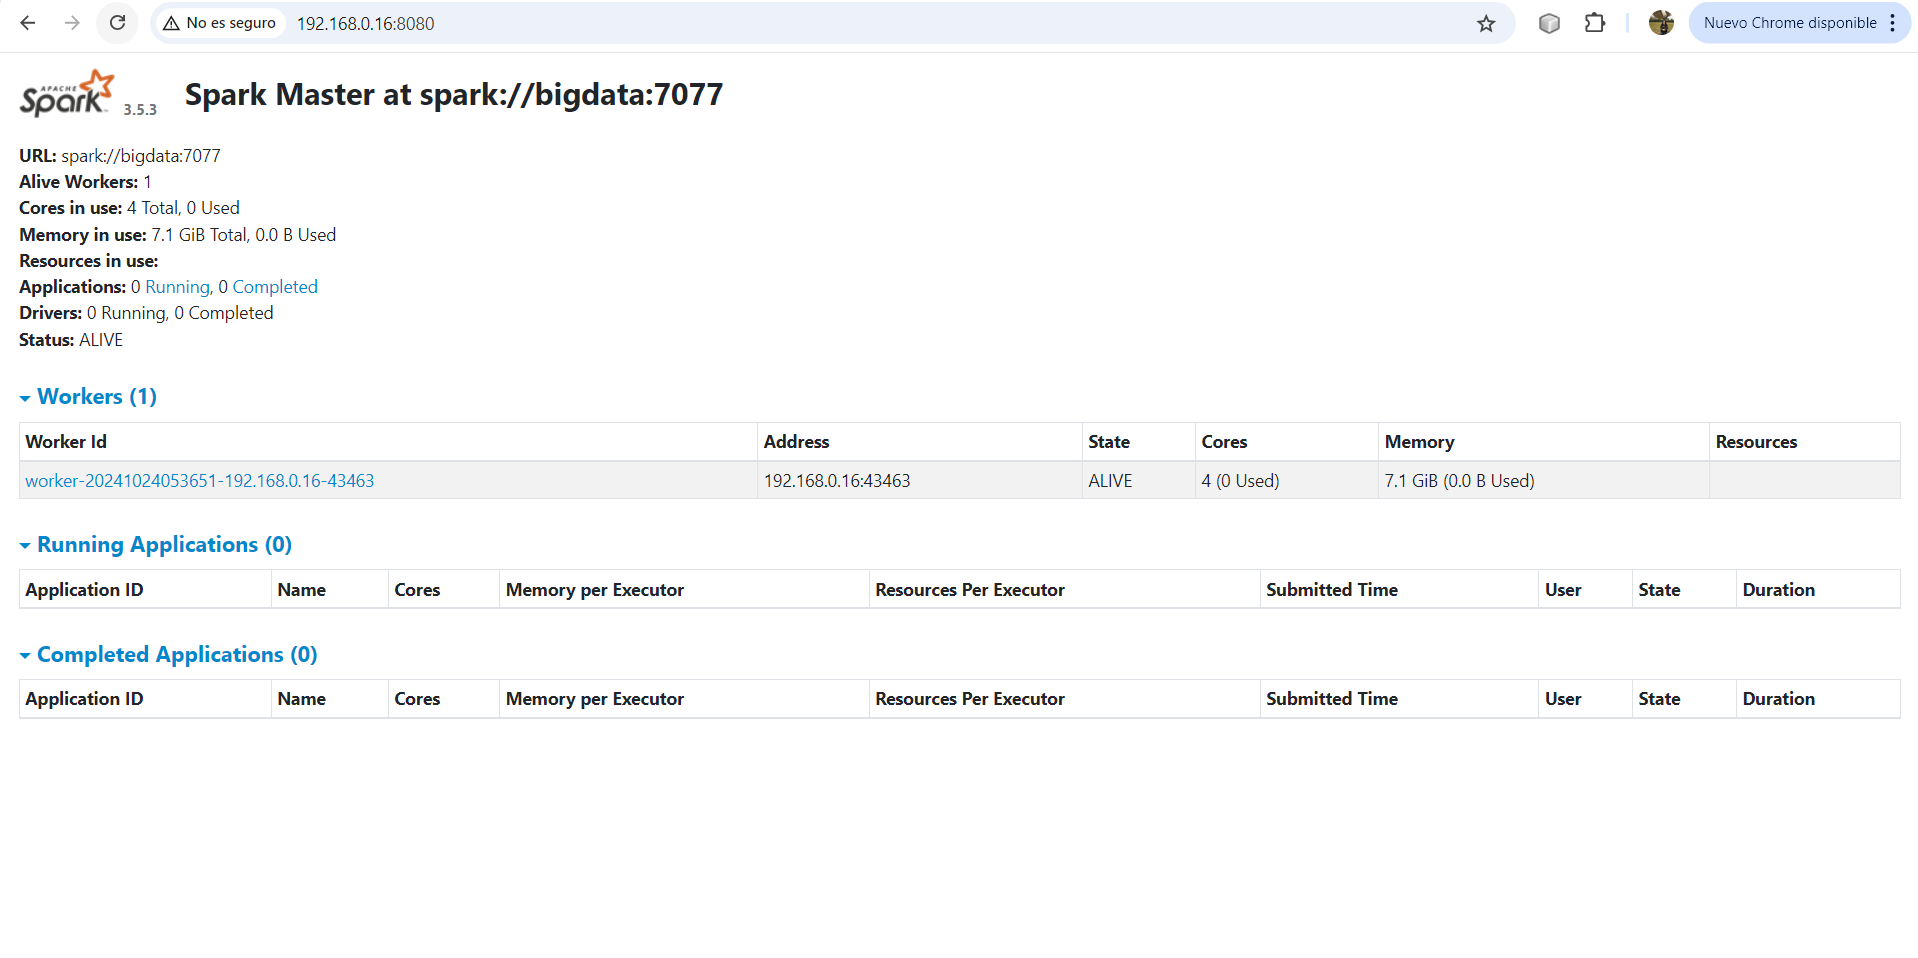 No es seguro 192.168.0.16:8080 Nuevo Chrome disponible
APACHE
Spark 3.5.3 Spark Master at spark://bigdata:7077
URL: spark://bigdata:7077
Alive Workers: 1
Cores in use: 4 Total, 0 Used
Memory in use: 7.1 GiB Total, 0.0 B Used
Resources in use:
Applications: 0 Running, 0 Completed
Drivers: 0 Running, 0 Completed
Status: ALIVE
Workers (1)
Worker Id Address State Cores Memory Resources
worker-20241024053651-192.168.0.16-43463 192.168.0.16:43463 ALIVE 4 (0 Used) 7.1 GiB (0.0 B Used)
Running Applications (0)
Application ID Name Cores Memory per Executor Resources Per Executor Submitted Time User State Duration
Completed Applications (0)
Application ID Name Cores Memory per Executor Resources Per Executor Submitted Time User State Duration